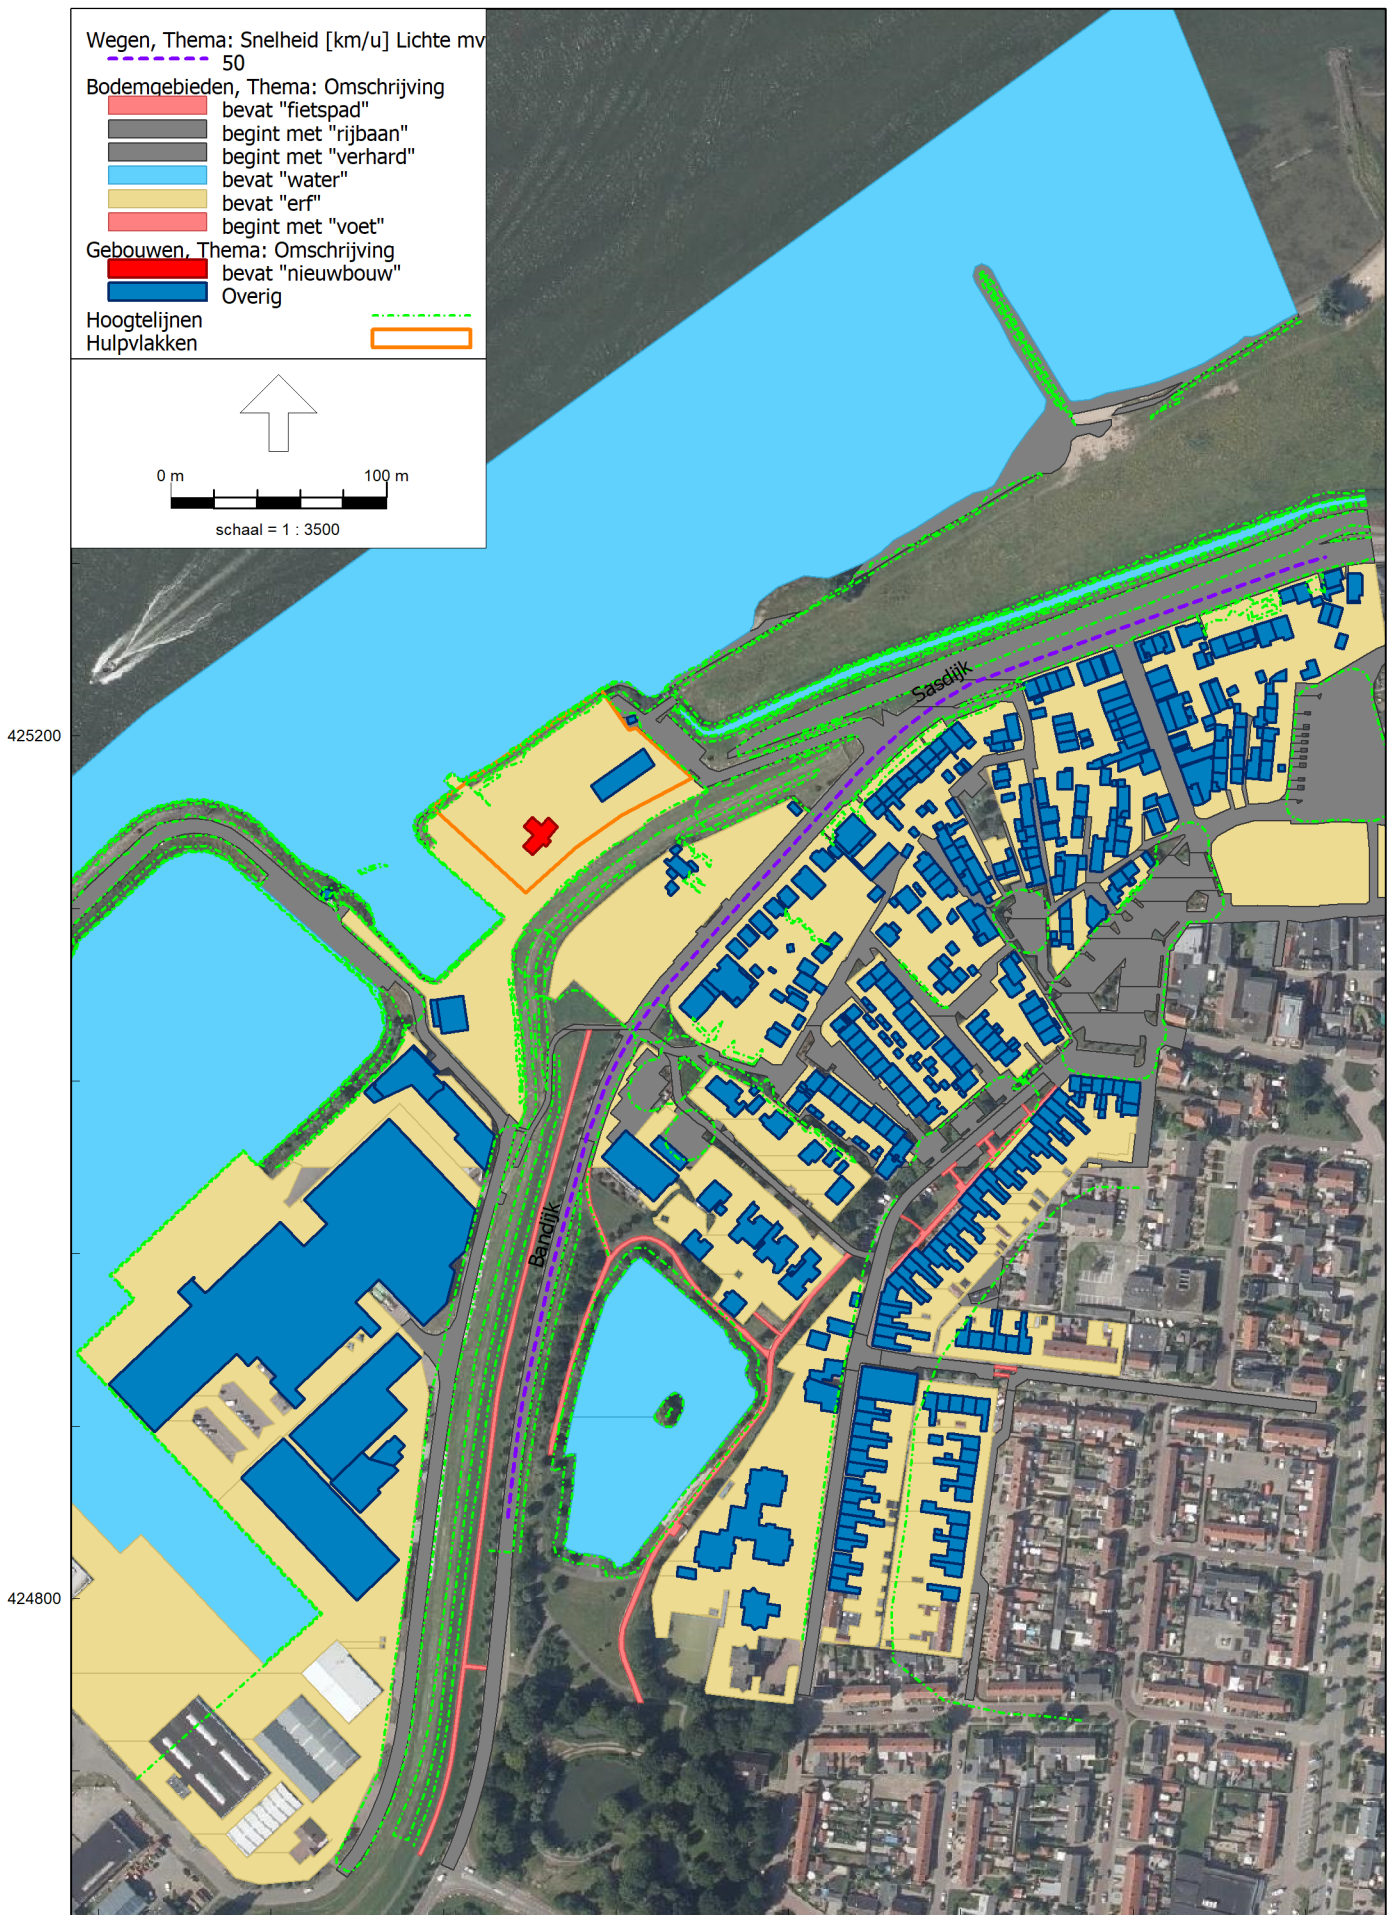 Wegen, Thema: Snelheid [km/u] Lichte mv
50
Bodemgebieden, Thema: Omschrijving
bevat "fietspad"
begint met "rijbaan"
begint met "verhard"
bevat "water"
bevat "erf"
begint met "voet"
Gebouwen, Thema: Omschrijving
bevat "nieuwbouw"
Overig
Hoogtelijnen
Hulpvlakken
0 m 100 m
schaal = 1 : 3500
Sasdijk
425200
Bandijk
424800